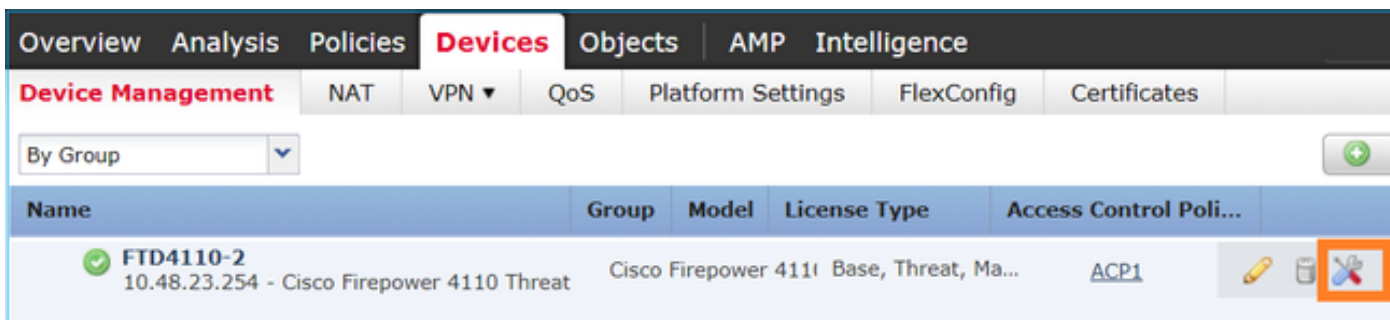 Overview Analysis Policies Devices Objects AMP Intelligence
Device Management NAT VPN QoS Platform Settings FlexConfig Certificates
By Group
Name Group Model License Type Access Control Poli...
FTD4110-2
10.48.23.254 - Cisco Firepower 4110 Threat Cisco Firepower 411 Base, Threat, Ma... ACP1